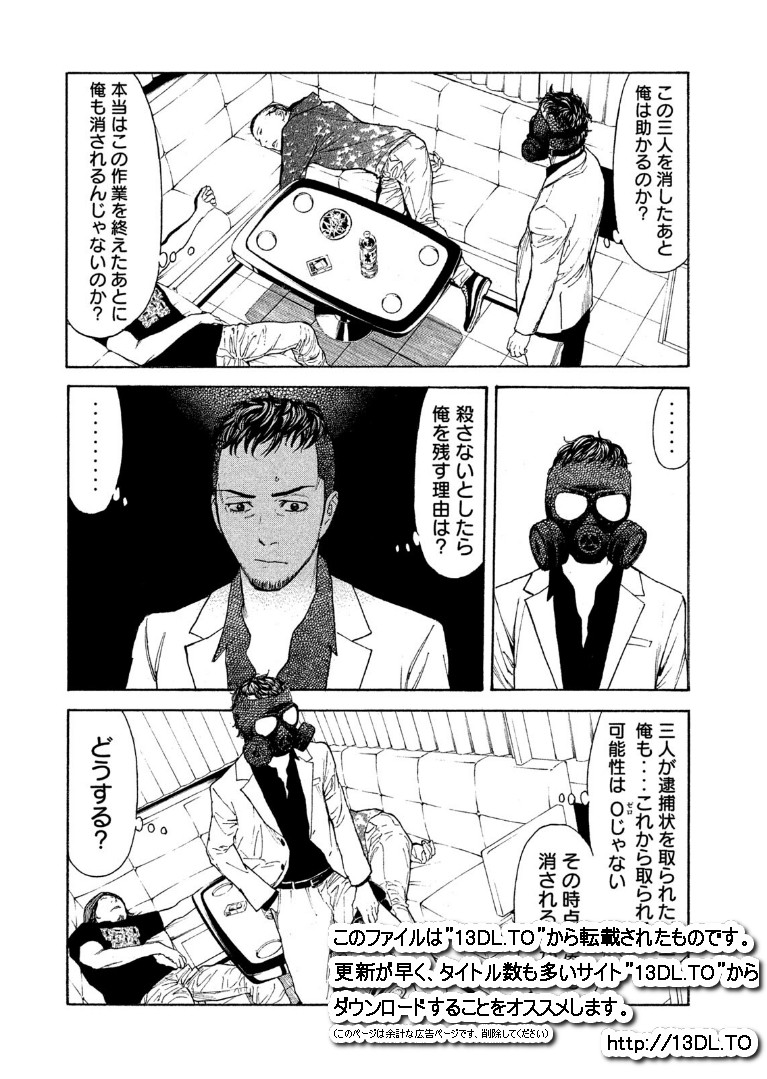 この三人を消したあと
俺は助かるのか?
本当はこの作業を終えたあとに
俺も消されるんじゃないのか?
‥‥‥
殺さないとしたら
俺を残す理由は?
‥‥‥‥‥
三人が逮捕状を取られた
俺も‥‥これから取られ
可能性は0じゃない
ゼロ
その時点
消される
どうする?
このファイルは"13DL.TO"から転載されたものです。
更新が早く、タイトル数も多いサイト"13DL.TO"から
ダウンロードすることをオススメします。
(このページは余計な広告ページです、削除してください)
http://13DL.TO